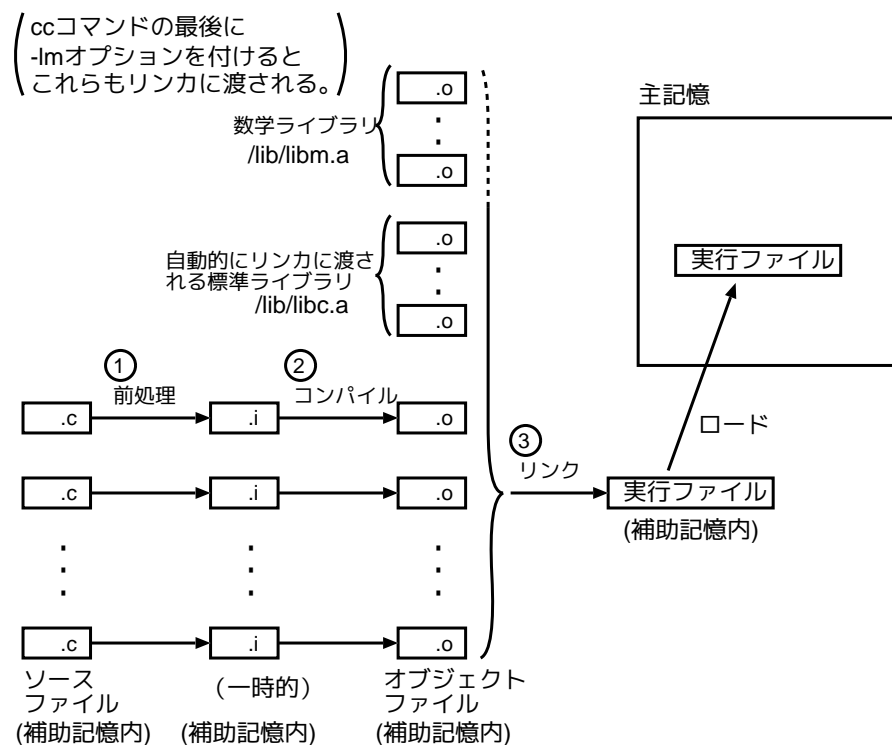 ccコマンドの最後に
-lmオプションを付けると
これらもリンカに渡される。
.o
主記憶
数学ライブラリ
/lib/libm.a
.o
.o
自動的にリンカに渡さ
れる標準ライブラリ
/lib/libc.a
.o
実行ファイル
1
前処理
2
コンパイル
.c
.i
.o
ロード
3
リンク
.c
.i
.o
実行ファイル
(補助記憶内)
.c
.i
.o
ソース
ファイル
(補助記憶内)
(一時的)
(補助記憶内)
オブジェクト
ファイル
(補助記憶内)